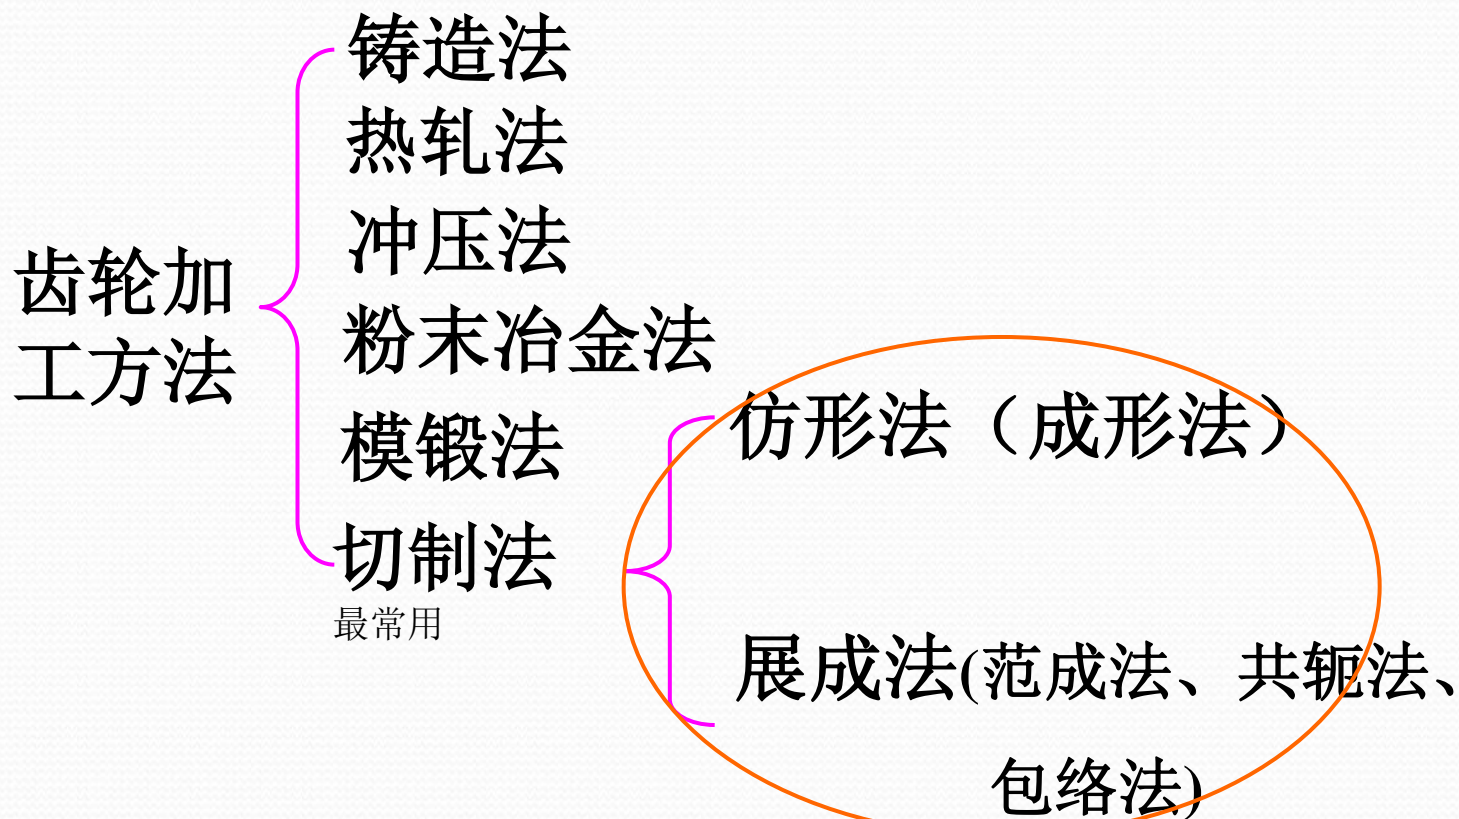 铸造法
热轧法
冲压法
齿轮加
工方法
粉末冶金法
模锻法
仿形法（成形法）
切制法
最常用
展成法(范成法、共轭法、
包络法)